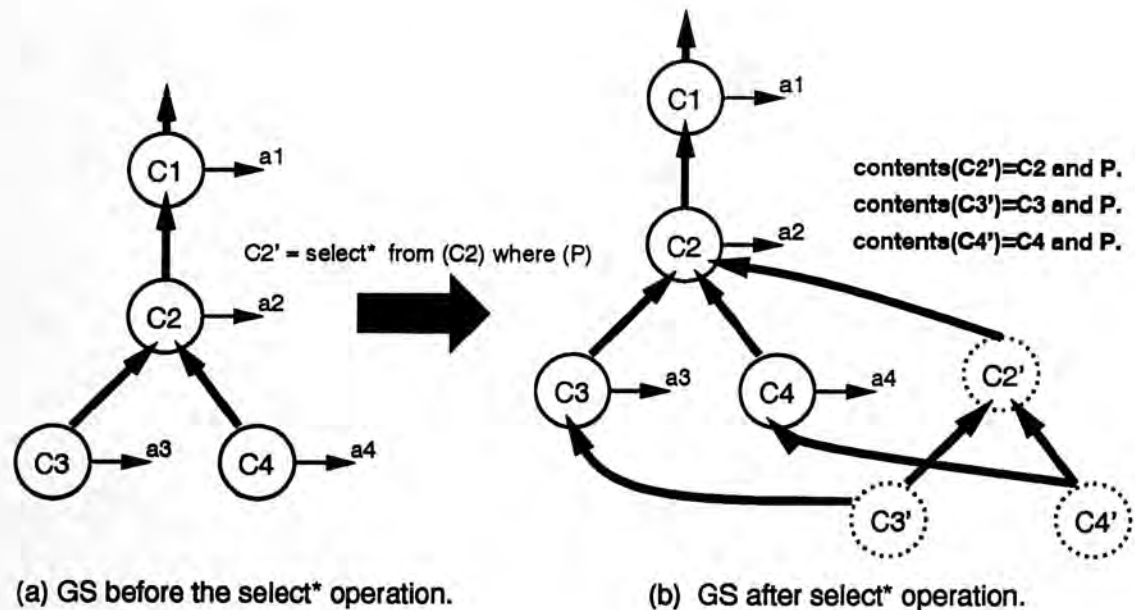 C1
a1
C2
a2
C3
a3
C4
a4
(a) GS before the select* operation.
C2' = select* from (C2) where (P)
C1
a1
contents(C2')=C2 and P.
contents(C3')=C3 and P.
contents(C4')=C4 and P.
C2
a2
C3
a3
C4
a4
C2'
C3'
C4'
(b) GS after select* operation.